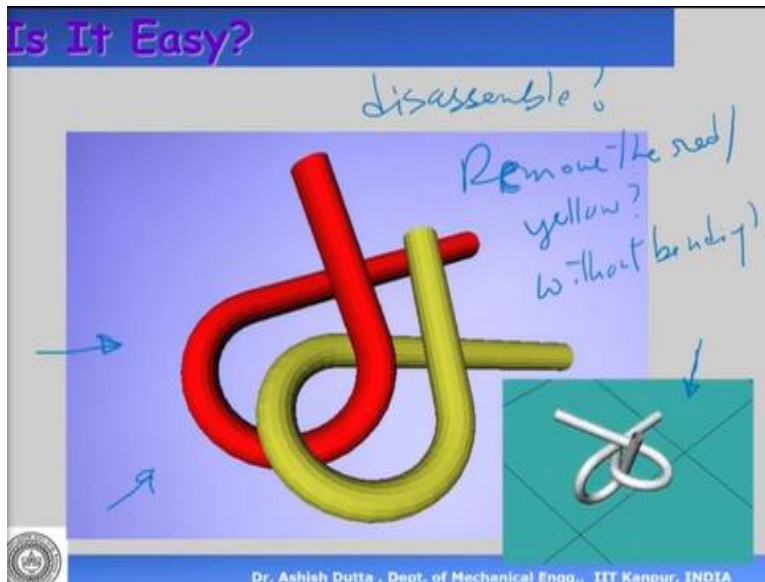 Is It Easy?
disassemble?
Remove the red/
yellow?
without bending?
Dr. Ashish Dutta , Dept. of Mechanical Engg., IIT Kanpur, INDIA